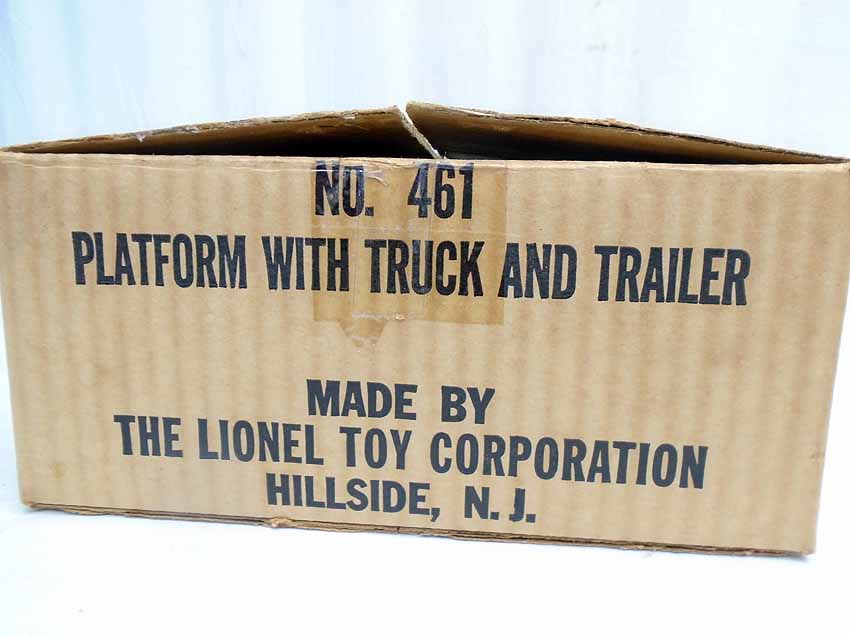 NO. 461
PLATFORM WITH TRUCK AND TRAILER
MADE BY
THE LIONEL TOY CORPORATION
HILLSIDE, N. J.